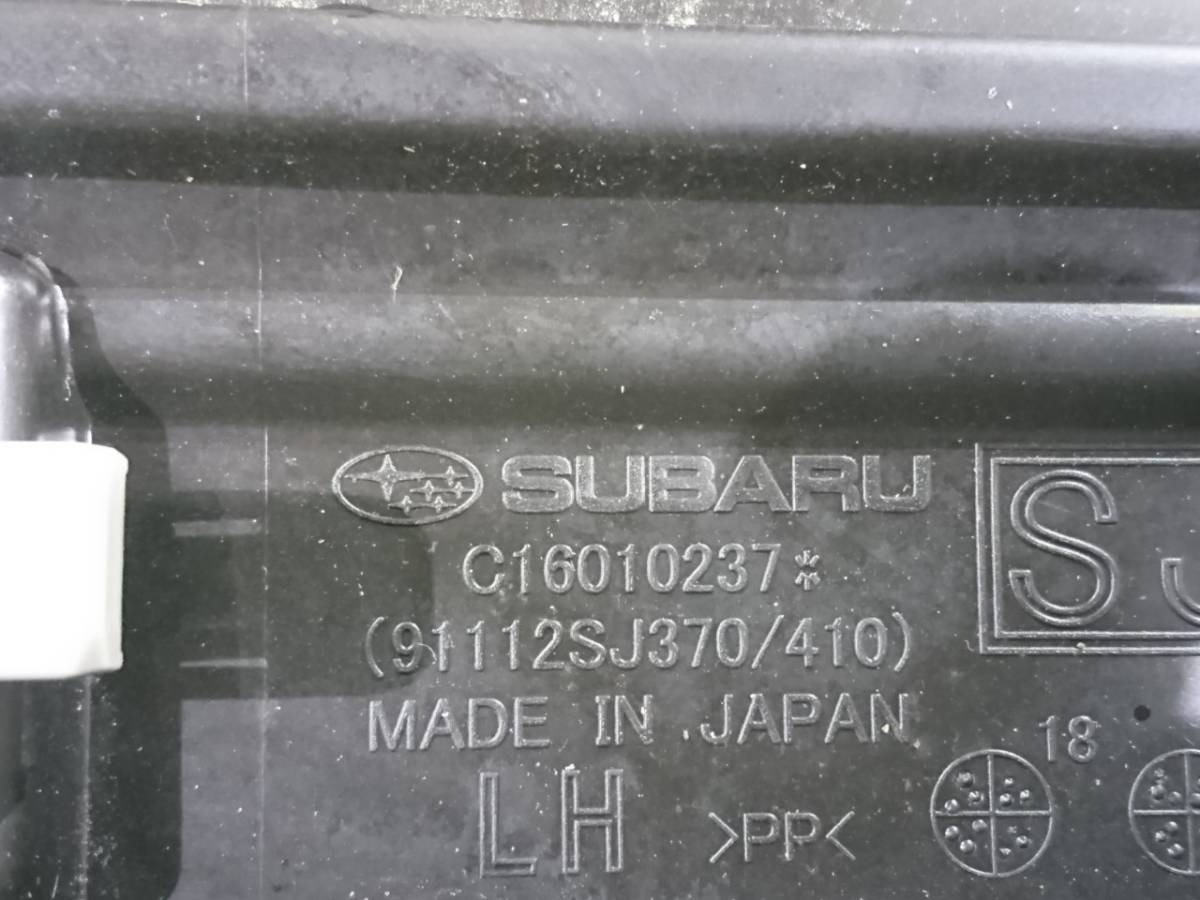 SUBARU
C16010237*
(91112SJ370/410)
MADE IN JAPAN
LH >PP<
18
S